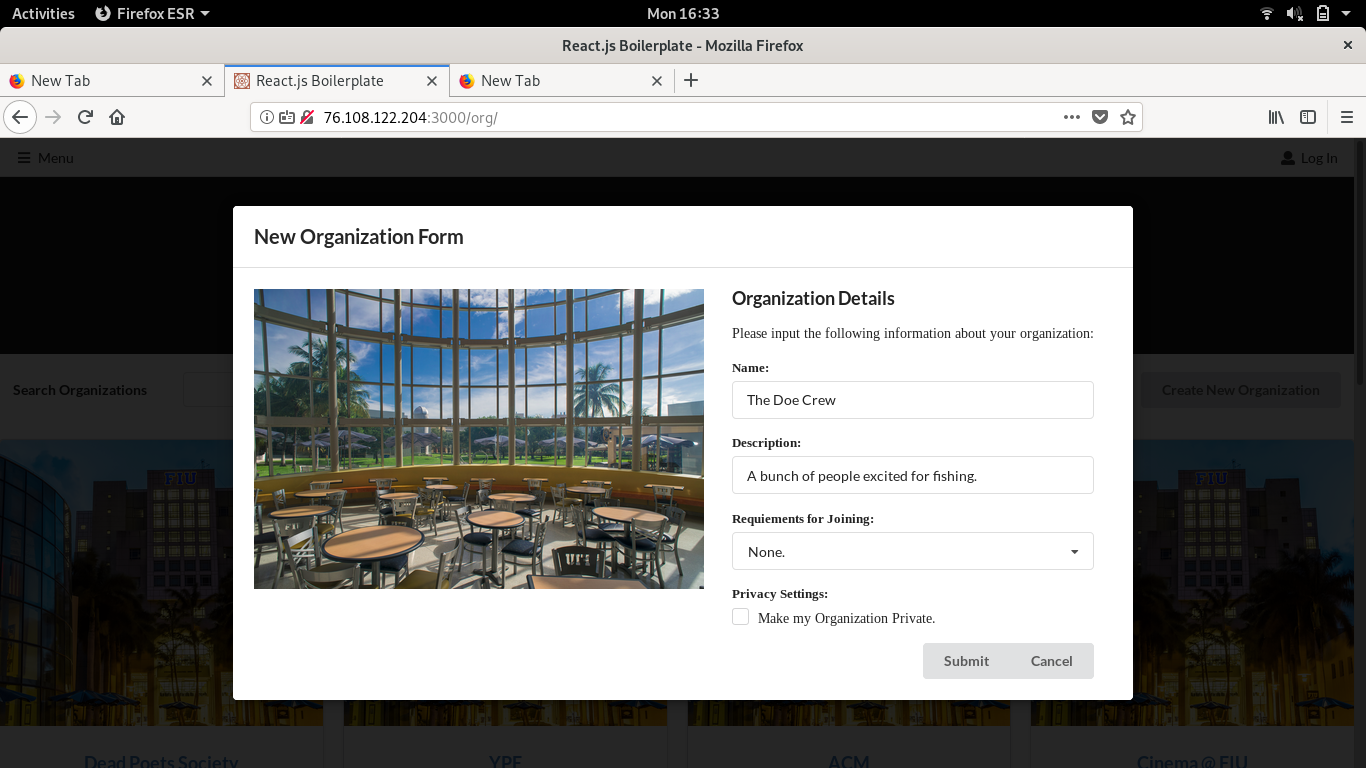 Activities Firefox ESR Mon 16:33
React.js Boilerplate - Mozilla Firefox
New Tab React.js Boilerplate New Tab
76.108.122.204:3000/org/
Menu Log In
New Organization Form
Organization Details
Please input the following information about your organization:
Name:
Search Organizations Create New Organization
The Doe Crew
Description:
A bunch of people excited for fishing.
FIU FIU
Requiements for Joining:
None.
Privacy Settings:
Make my Organization Private.
Submit Cancel
Dead Poets Society YPF ACM Cinema @ FIU